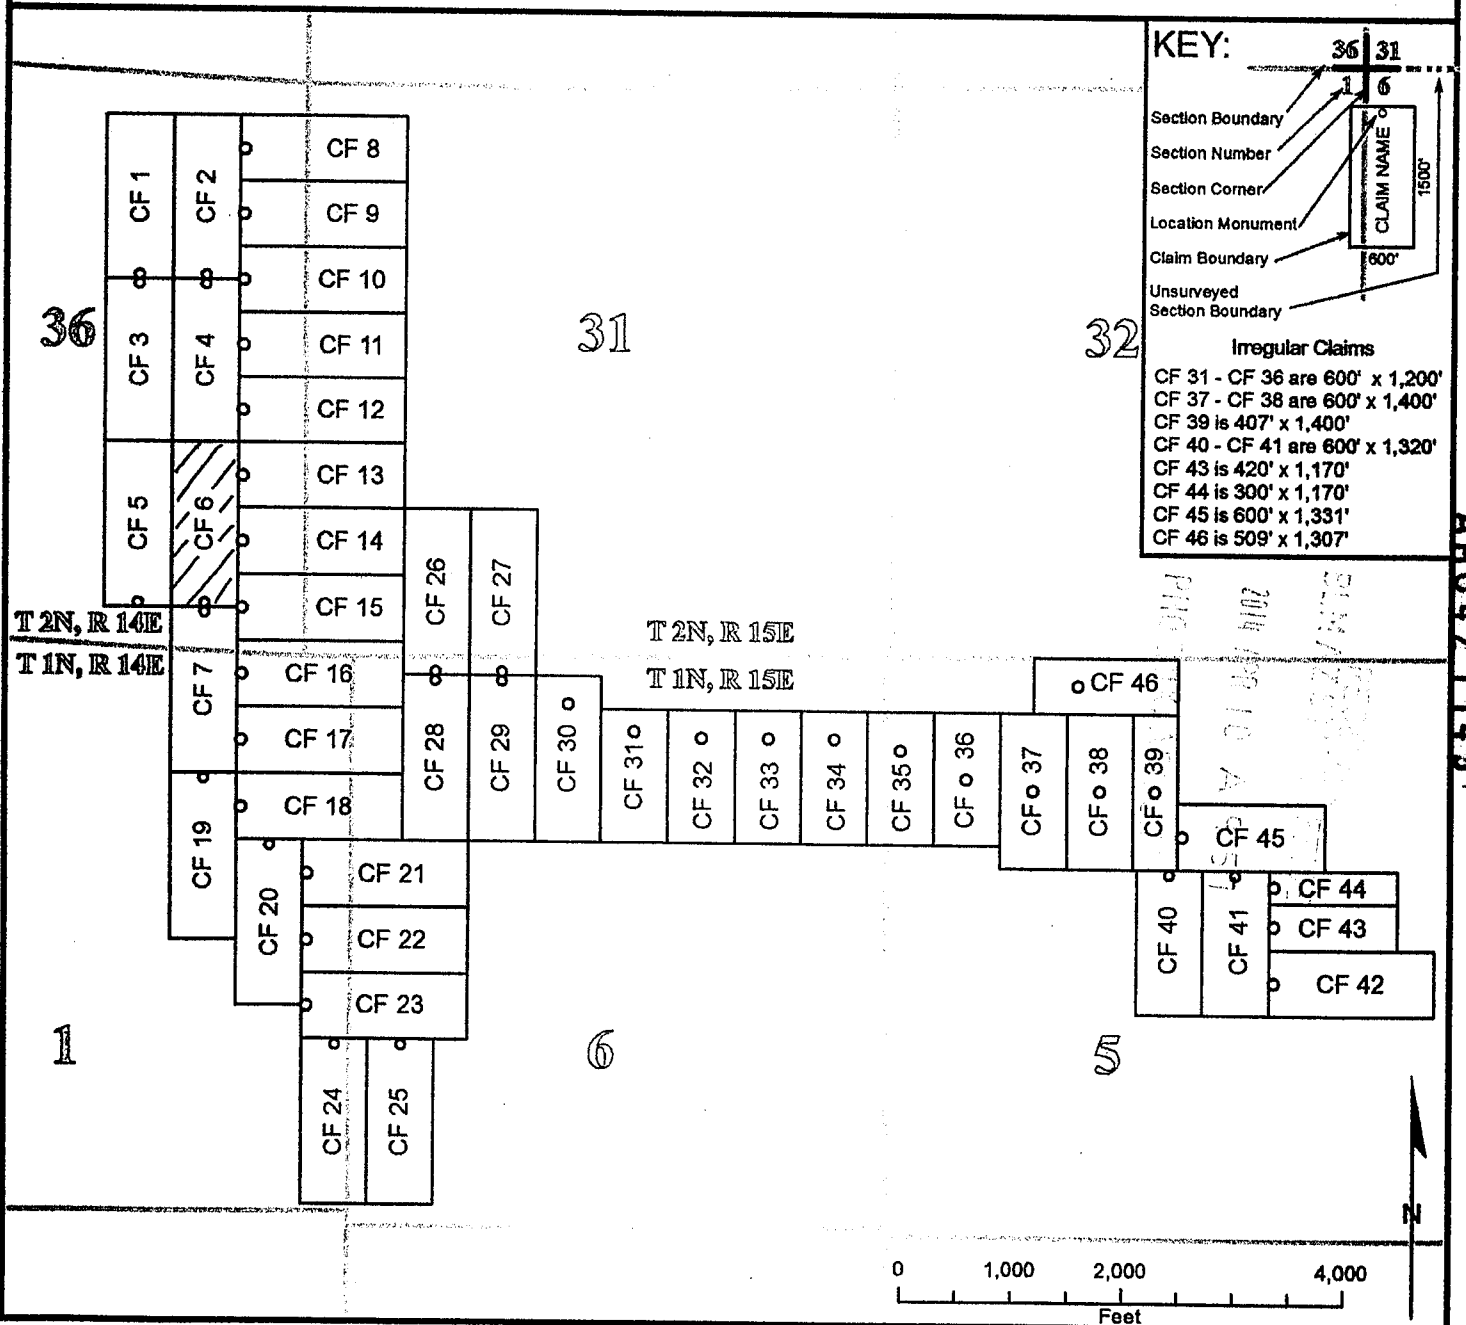 KEY:
36 31
1 6
Section Boundary
Section Number
Section Corner
Location Monument
Claim Boundary
Unsurveyed
Section Boundary
CLAIM NAME
1500'
600'
Irregular Claims
CF 31 - CF 36 are 600' x 1,200'
CF 37 - CF 38 are 600' x 1,400'
CF 39 is 407' x 1,400'
CF 40 - CF 41 are 600' x 1,320'
CF 43 is 420' x 1,170'
CF 44 is 300' x 1,170'
CF 45 is 600' x 1,331'
CF 46 is 509' x 1,307'
CF 1
CF 2
CF 8
CF 9
CF 10
36
CF 3
CF 4
CF 11
31
32
CF 12
CF 5
CF 6
CF 13
CF 14
CF 15
CF 26
CF 27
T 2N, R 14E
T 1N, R 14E
T 2N, R 15E
T 1N, R 15E
CF 7
CF 16
CF 17
CF 18
CF 28
CF 29
CF 30
CF 31
CF 32
CF 33
CF 34
CF 35
CF 36
CF 37
CF 38
CF 39
CF 46
CF 45
CF 19
CF 20
CF 21
CF 22
CF 23
CF 40
CF 41
CF 44
CF 43
CF 42
1
6
5
CF 24
CF 25
N
0 1,000 2,000 4,000
Feet